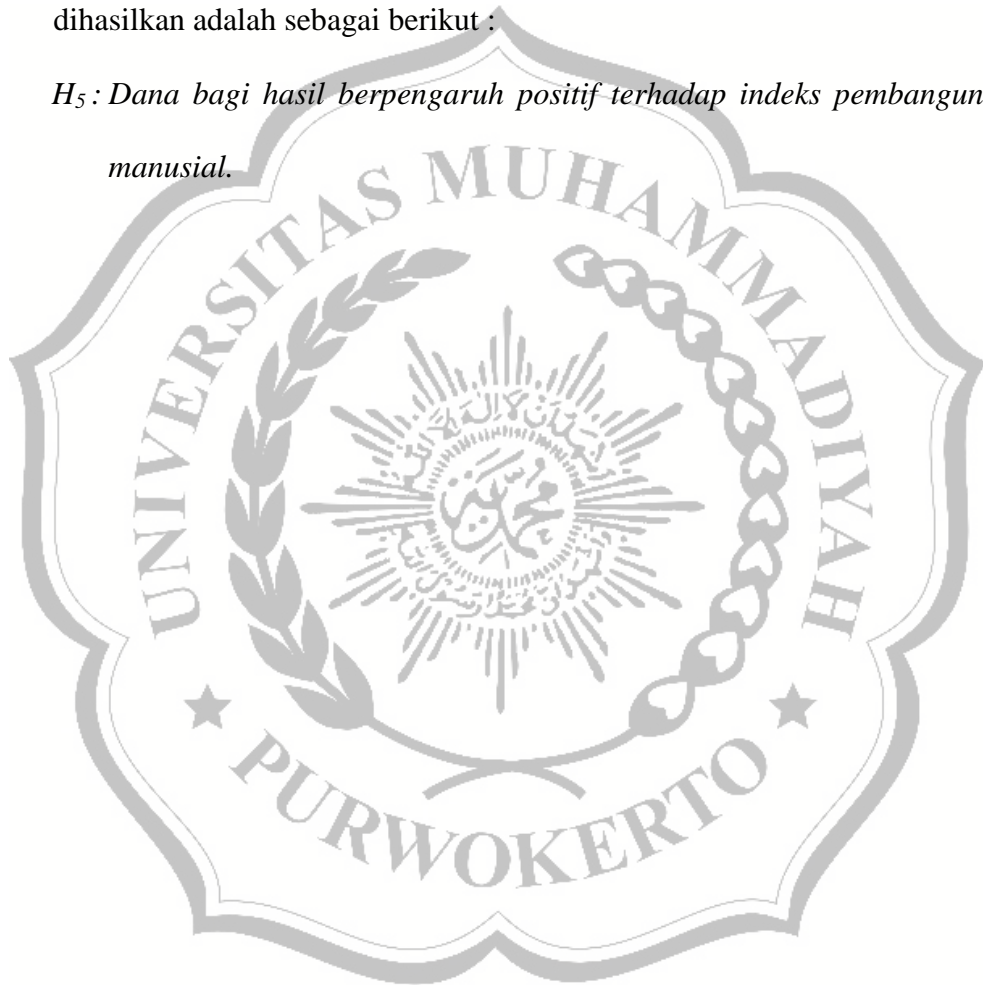 dihasilkan adalah sebagai berikut :
H5 : Dana bagi hasil berpengaruh positif terhadap indeks pembangun
manusial.
UNIVERSITAS MUHAMMADIYAH
★ PURWOKERTO ★